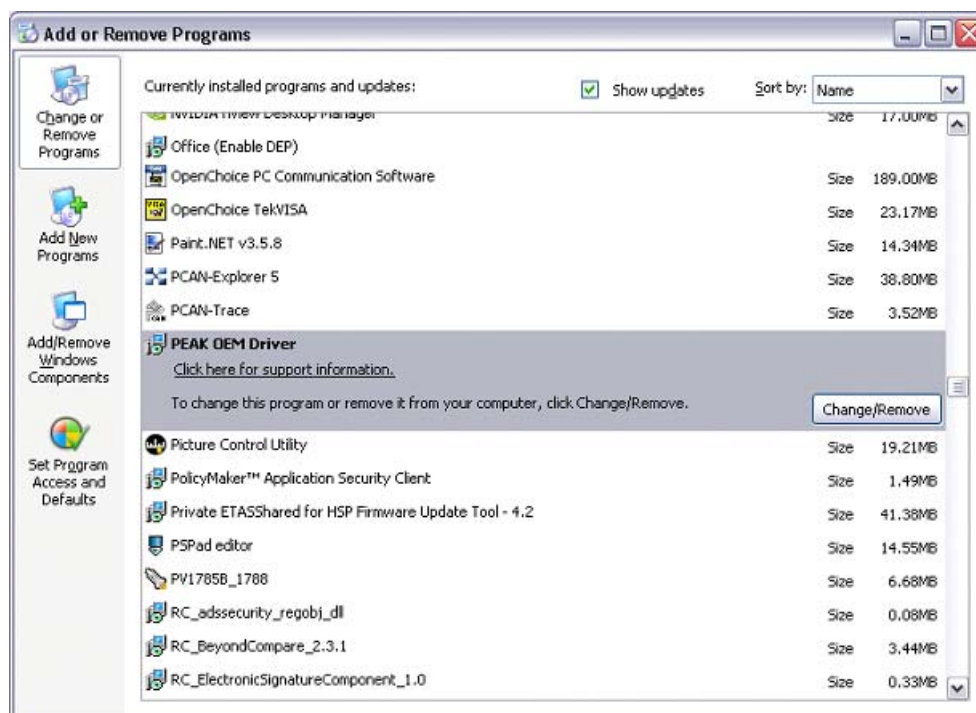 Add or Remove Programs
Change or
Remove
Programs
Add New
Programs
Add/Remove
Windows
Components
Set Program
Access and
Defaults
Currently installed programs and updates:
Show updates
Sort by: Name
NVIDIA nView Desktop Manager Size 17.00MB
Office (Enable DEP)
OpenChoice PC Communication Software Size 189.00MB
OpenChoice TekVISA Size 23.17MB
Paint.NET v3.5.8 Size 14.34MB
PCAN-Explorer 5 Size 38.80MB
PCAN-Trace Size 3.52MB
PEAK OEM Driver
Click here for support information.
To change this program or remove it from your computer, click Change/Remove.
Change/Remove
Picture Control Utility Size 19.21MB
PolicyMaker™ Application Security Client Size 1.49MB
Private ETASShared for HSP Firmware Update Tool - 4.2 Size 41.38MB
PSPad editor Size 14.55MB
PV1785B_1788 Size 6.68MB
RC_adssecurity_regobj_dll Size 0.08MB
RC_BeyondCompare_2.3.1 Size 3.44MB
RC_ElectronicSignatureComponent_1.0 Size 0.33MB